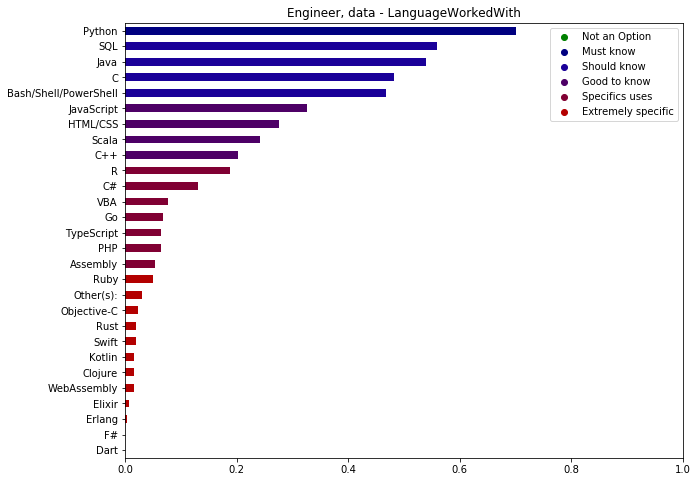 Engineer, data - LanguageWorkedWith
Python
SQL
Java
C
Bash/Shell/PowerShell
JavaScript
HTML/CSS
Scala
C++
R
C#
VBA
Go
TypeScript
PHP
Assembly
Ruby
Other(s):
Objective-C
Rust
Swift
Kotlin
Clojure
WebAssembly
Elixir
Erlang
F#
Dart
Not an Option
Must know
Should know
Good to know
Specifics uses
Extremely specific
0.0 0.2 0.4 0.6 0.8 1.0